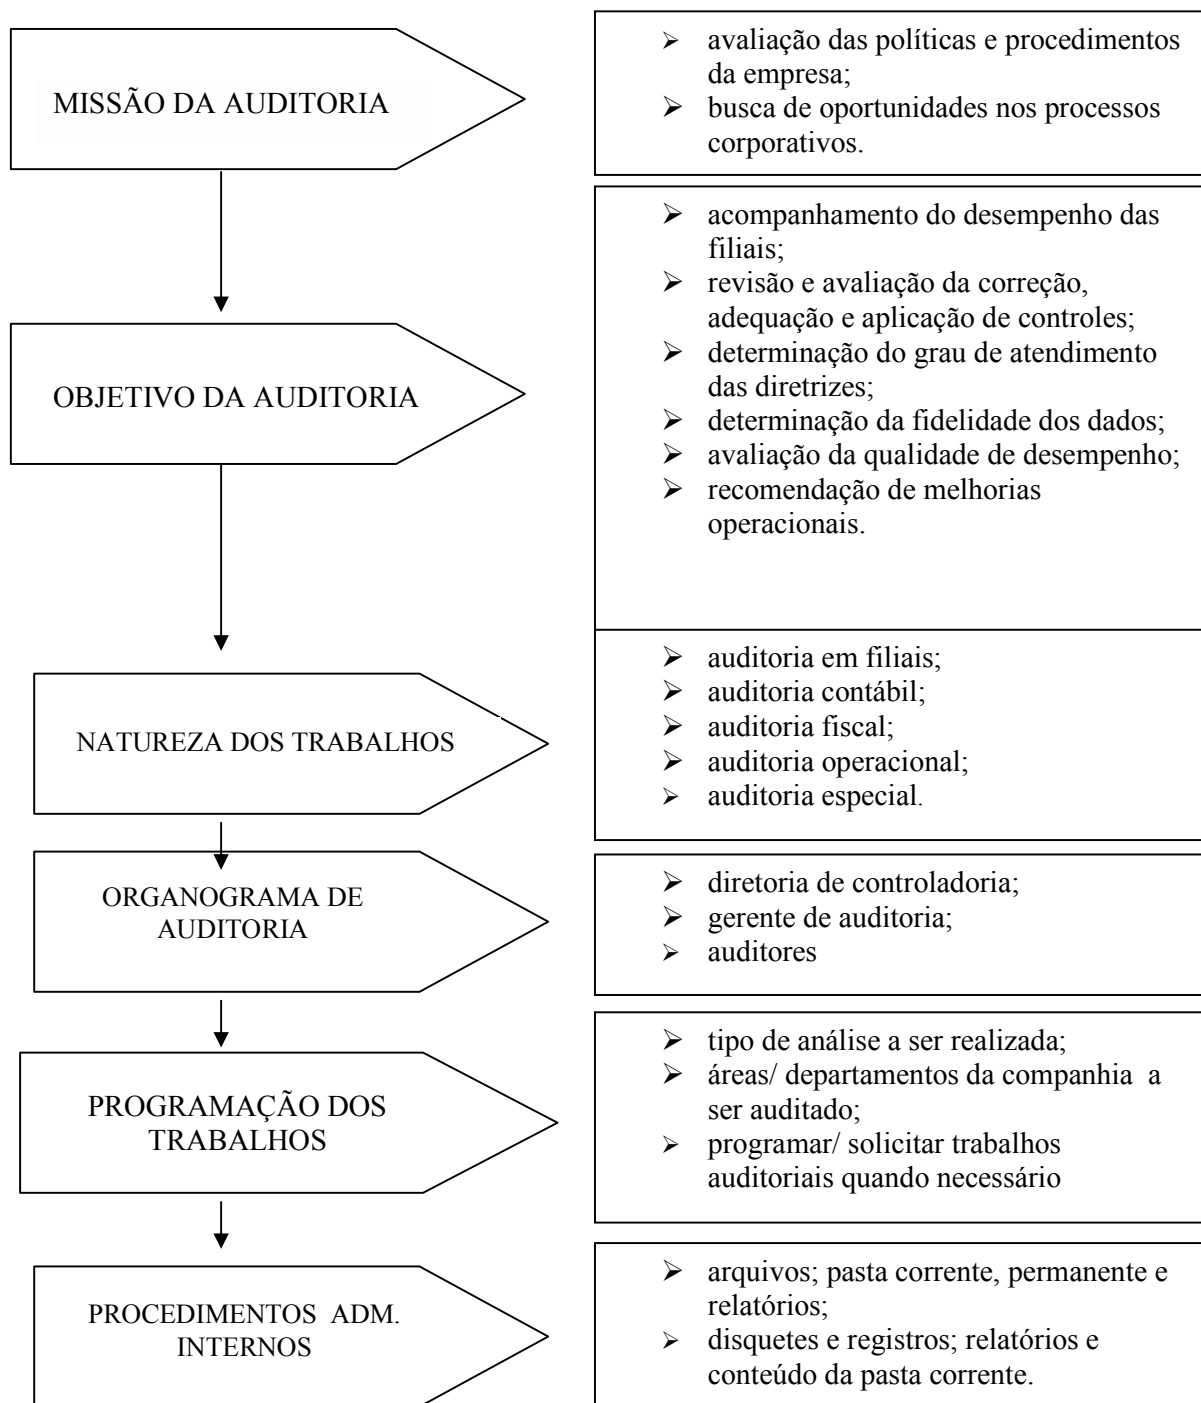 MISSÃO DA AUDITORIA
➢ avaliação das políticas e procedimentos
da empresa;
➢ busca de oportunidades nos processos
corporativos.
OBJETIVO DA AUDITORIA
➢ acompanhamento do desempenho das
filiais;
➢ revisão e avaliação da correção,
adequação e aplicação de controles;
➢ determinação do grau de atendimento
das diretrizes;
➢ determinação da fidelidade dos dados;
➢ avaliação da qualidade de desempenho;
➢ recomendação de melhorias
operacionais.
NATUREZA DOS TRABALHOS
➢ auditoria em filiais;
➢ auditoria contábil;
➢ auditoria fiscal;
➢ auditoria operacional;
➢ auditoria especial.
ORGANOGRAMA DE
AUDITORIA
➢ diretoria de controladoria;
➢ gerente de auditoria;
➢ auditores
PROGRAMAÇÃO DOS
TRABALHOS
➢ tipo de análise a ser realizada;
➢ áreas/ departamentos da companhia a
ser auditado;
➢ programar/ solicitar trabalhos
auditoriais quando necessário
PROCEDIMENTOS ADM.
INTERNOS
➢ arquivos; pasta corrente, permanente e
relatórios;
➢ disquetes e registros; relatórios e
conteúdo da pasta corrente.